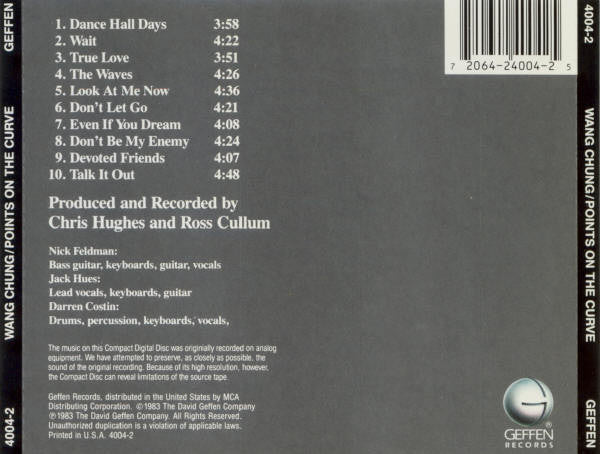 GEFFEN
WANG CHUNG/POINTS ON THE CURVE
4004-2
1. Dance Hall Days 3:58
2. Wait 4:22
3. True Love 3:51
4. The Waves 4:26
5. Look At Me Now 4:36
6. Don't Let Go 4:21
7. Even If You Dream 4:08
8. Don't Be My Enemy 4:24
9. Devoted Friends 4:07
10. Talk It Out 4:48
Produced and Recorded by
Chris Hughes and Ross Cullum
Nick Feldman:
Bass guitar, keyboards, guitar, vocals
Jack Hues:
Lead vocals, keyboards, guitar
Darren Costin:
Drums, percussion, keyboards, vocals,
The music on this Compact Digital Disc was originially recorded on analog
equipment. We have attempted to preserve, as closely as possible, the
sound of the original recording. Because of its high resolution, however,
the Compact Disc can reveal limitations of the source tape.
Geffen Records, distributed in the United States by MCA
Distributing Corporation. ©1983 The David Geffen Company
℗1983 The David Geffen Company. All Rights Reserved.
Unauthorized duplication is a violation of applicable laws.
Printed in U.S.A. 4004-2
7 2064-24004-2 5
G
®
GEFFEN
RECORDS
4004-2
WANG CHUNG/POINTS ON THE CURVE
GEFFEN